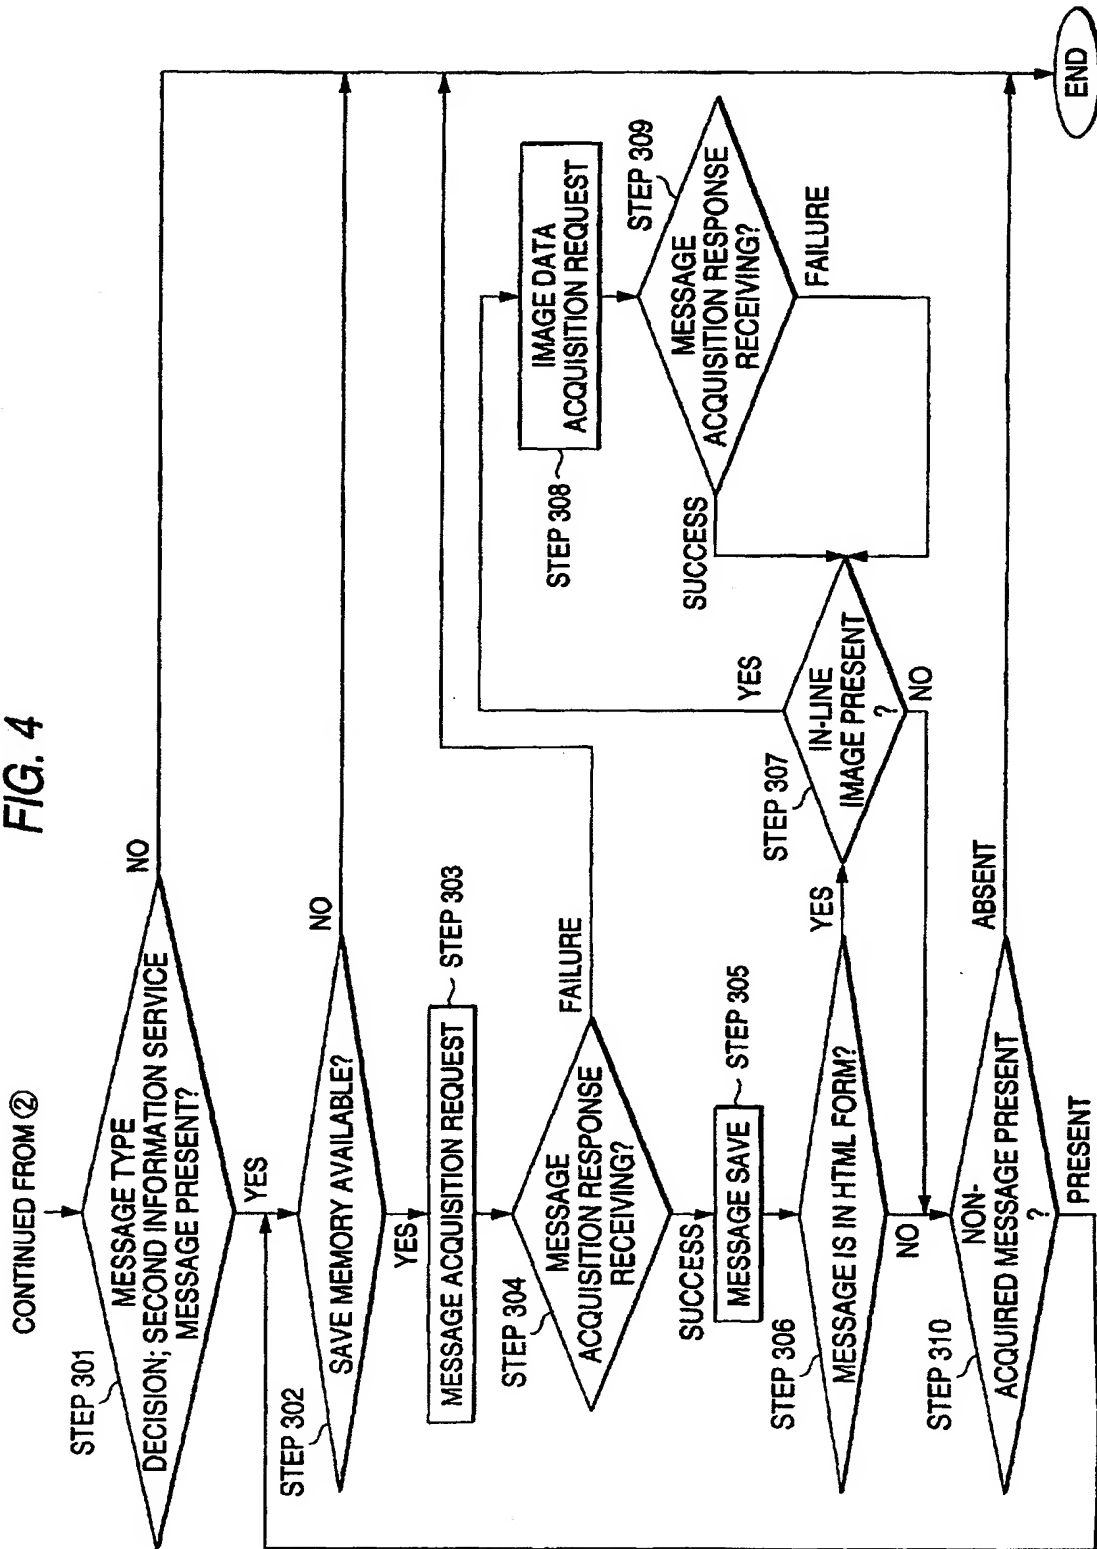 FIG. 4
CONTINUED FROM ②
STEP 301
MESSAGE TYPE
DECISION; SECOND INFORMATION SERVICE
MESSAGE PRESENT?
NO
YES
STEP 302
SAVE MEMORY AVAILABLE?
NO
YES
MESSAGE ACQUISITION REQUEST
STEP 303
STEP 304
MESSAGE
ACQUISITION RESPONSE
RECEIVING?
FAILURE
SUCCESS
MESSAGE SAVE
STEP 305
STEP 306
MESSAGE IS IN HTML FORM?
YES
NO
STEP 307
IN-LINE
IMAGE PRESENT
?
YES
NO
STEP 308
IMAGE DATA
ACQUISITION REQUEST
STEP 309
MESSAGE
ACQUISITION RESPONSE
RECEIVING?
SUCCESS
FAILURE
STEP 310
NON-
ACQUIRED MESSAGE PRESENT
?
ABSENT
PRESENT
END